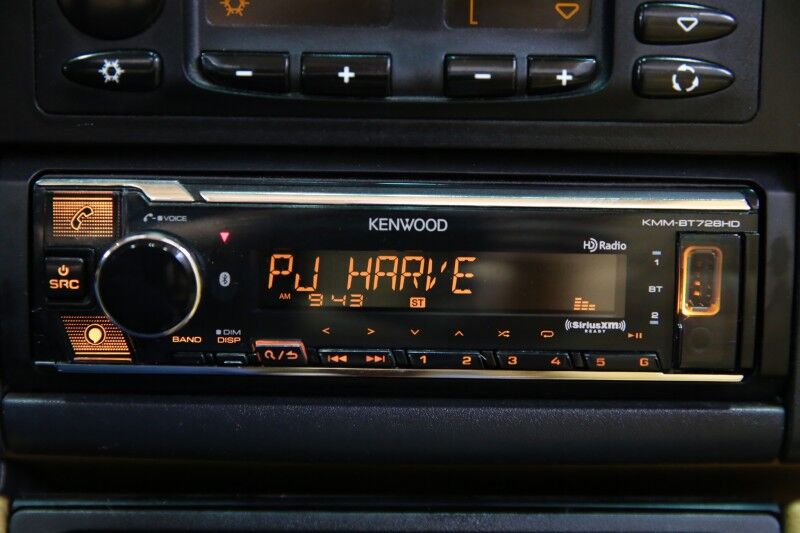 VOICE
KENWOOD
KMM-BT728HD
HD Radio
SRC
PJ HARVE
AM 9 43 ST
1
BT
2
((SiriusXM))
READY
BAND
DIM
DISP
1 2 3 4 5 6